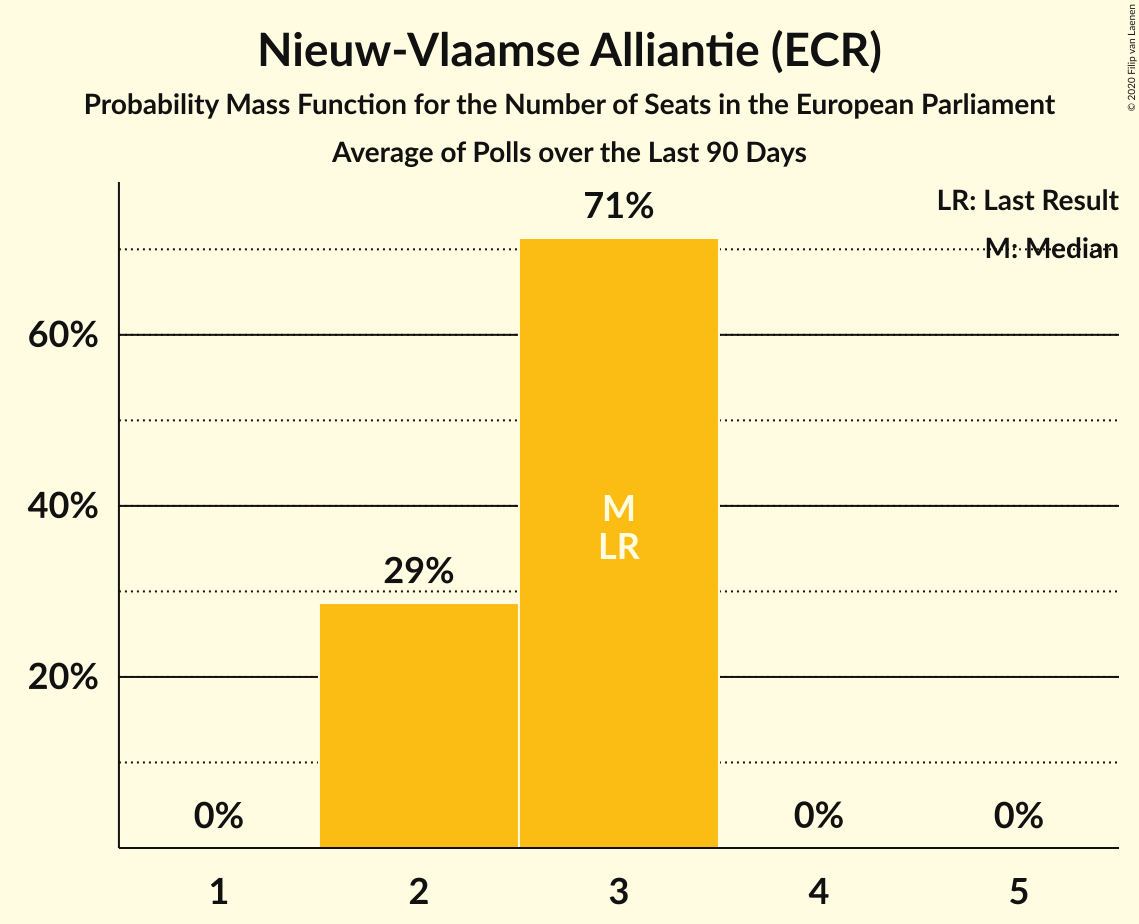 Nieuw-Vlaamse Alliantie (ECR)
Probability Mass Function for the Number of Seats in the European Parliament
Average of Polls over the Last 90 Days
© 2020 Filip van Laenen
LR: Last Result
M: Median
71%
60%
M
40%
LR
29%
20%
0%
0%
0%
1
2
3
4
5